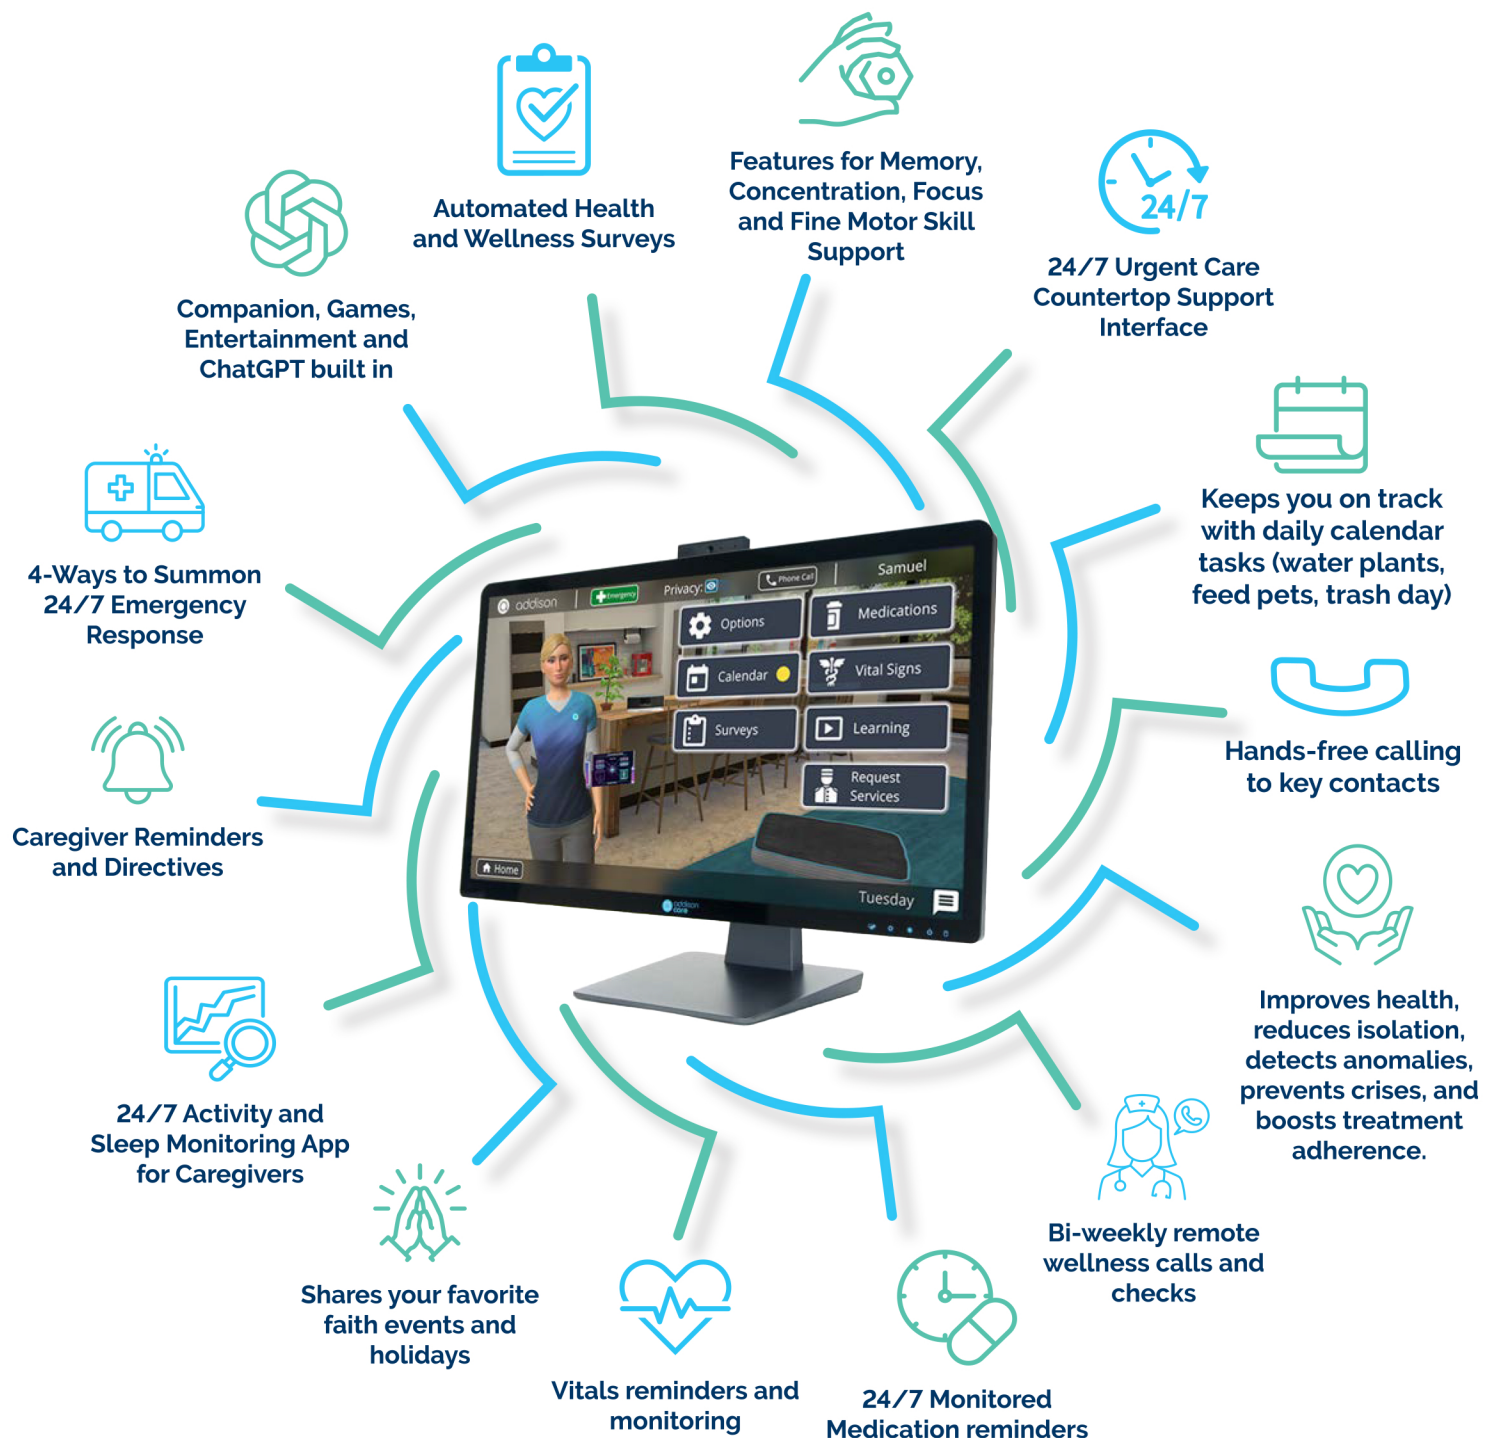 Automated Health
and Wellness Surveys
Features for Memory,
Concentration, Focus
and Fine Motor Skill
Support
24/7
24/7 Urgent Care
Countertop Support
Interface
Companion, Games,
Entertainment and
ChatGPT built in
Keeps you on track
with daily calendar
tasks (water plants,
feed pets, trash day)
4-Ways to Summon
24/7 Emergency
Response
Hands-free calling
to key contacts
Caregiver Reminders
and Directives
Improves health,
reduces isolation,
detects anomalies,
prevents crises, and
boosts treatment
adherence.
24/7 Activity and
Sleep Monitoring App
for Caregivers
Bi-weekly remote
wellness calls and
checks
Shares your favorite
faith events and
holidays
Vitals reminders and
monitoring
24/7 Monitored
Medication reminders
addison
Emergency
Privacy:
Phone Call
Samuel
Options
Medications
Calendar
Vital Signs
Surveys
Learning
Request
Services
Home
Tuesday
addison
care